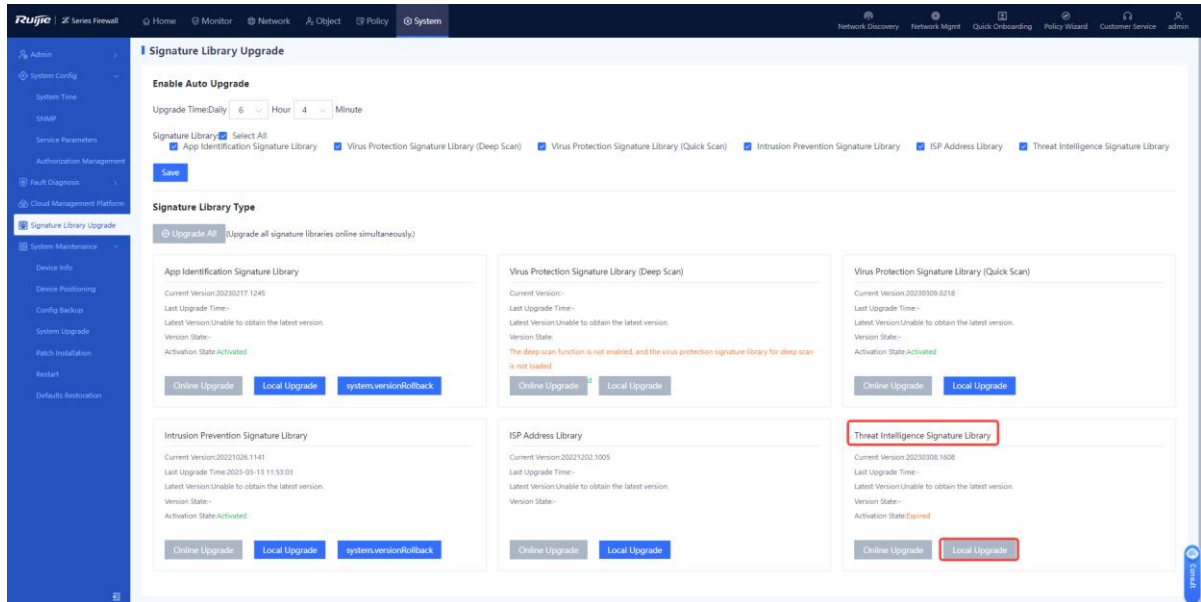 Ruijie | Z Series Firewall
Home Monitor Network Object Policy System
Network Discovery Network Mgmt Quick Onboarding Policy Wizard Customer Service admin
Admin
System Config
System Time
SNMP
Service Parameters
Authorization Management
Fault Diagnosis
Cloud Management Platform
Signature Library Upgrade
System Maintenance
Device Info
Device Positioning
Config Backup
System Upgrade
Patch Installation
Restart
Defaults Restoration
Signature Library Upgrade
Enable Auto Upgrade
Upgrade Time:Daily 6 Hour 4 Minute
Signature Library: Select All
App Identification Signature Library Virus Protection Signature Library (Deep Scan) Virus Protection Signature Library (Quick Scan) Intrusion Prevention Signature Library ISP Address Library Threat Intelligence Signature Library
Save
Signature Library Type
Upgrade All (Upgrade all signature libraries online simultaneously.)
App Identification Signature Library
Current Version:20230217.1245
Last Upgrade Time:-
Latest Version:Unable to obtain the latest version.
Version State:-
Activation State:Activated
Online Upgrade Local Upgrade system.versionRollback
Virus Protection Signature Library (Deep Scan)
Current Version:-
Last Upgrade Time:-
Latest Version:Unable to obtain the latest version.
Version State:
The deep scan function is not enabled, and the virus protection signature library for deep scan
is not loaded
Online Upgrade d Local Upgrade
Virus Protection Signature Library (Quick Scan)
Current Version:20230309.0218
Last Upgrade Time:-
Latest Version:Unable to obtain the latest version.
Version State:-
Activation State:Activated
Online Upgrade Local Upgrade
Intrusion Prevention Signature Library
Current Version:20221026.1141
Last Upgrade Time:2023-03-13 11:53:03
Latest Version:Unable to obtain the latest version.
Version State:-
Activation State:Activated
Online Upgrade Local Upgrade system.versionRollback
ISP Address Library
Current Version:20221202.1005
Last Upgrade Time:-
Latest Version:Unable to obtain the latest version.
Version State:-
Online Upgrade Local Upgrade
Threat Intelligence Signature Library
Current Version:20230308.1608
Last Upgrade Time:-
Latest Version:Unable to obtain the latest version.
Version State:-
Activation State:Expired
Online Upgrade Local Upgrade
Consult